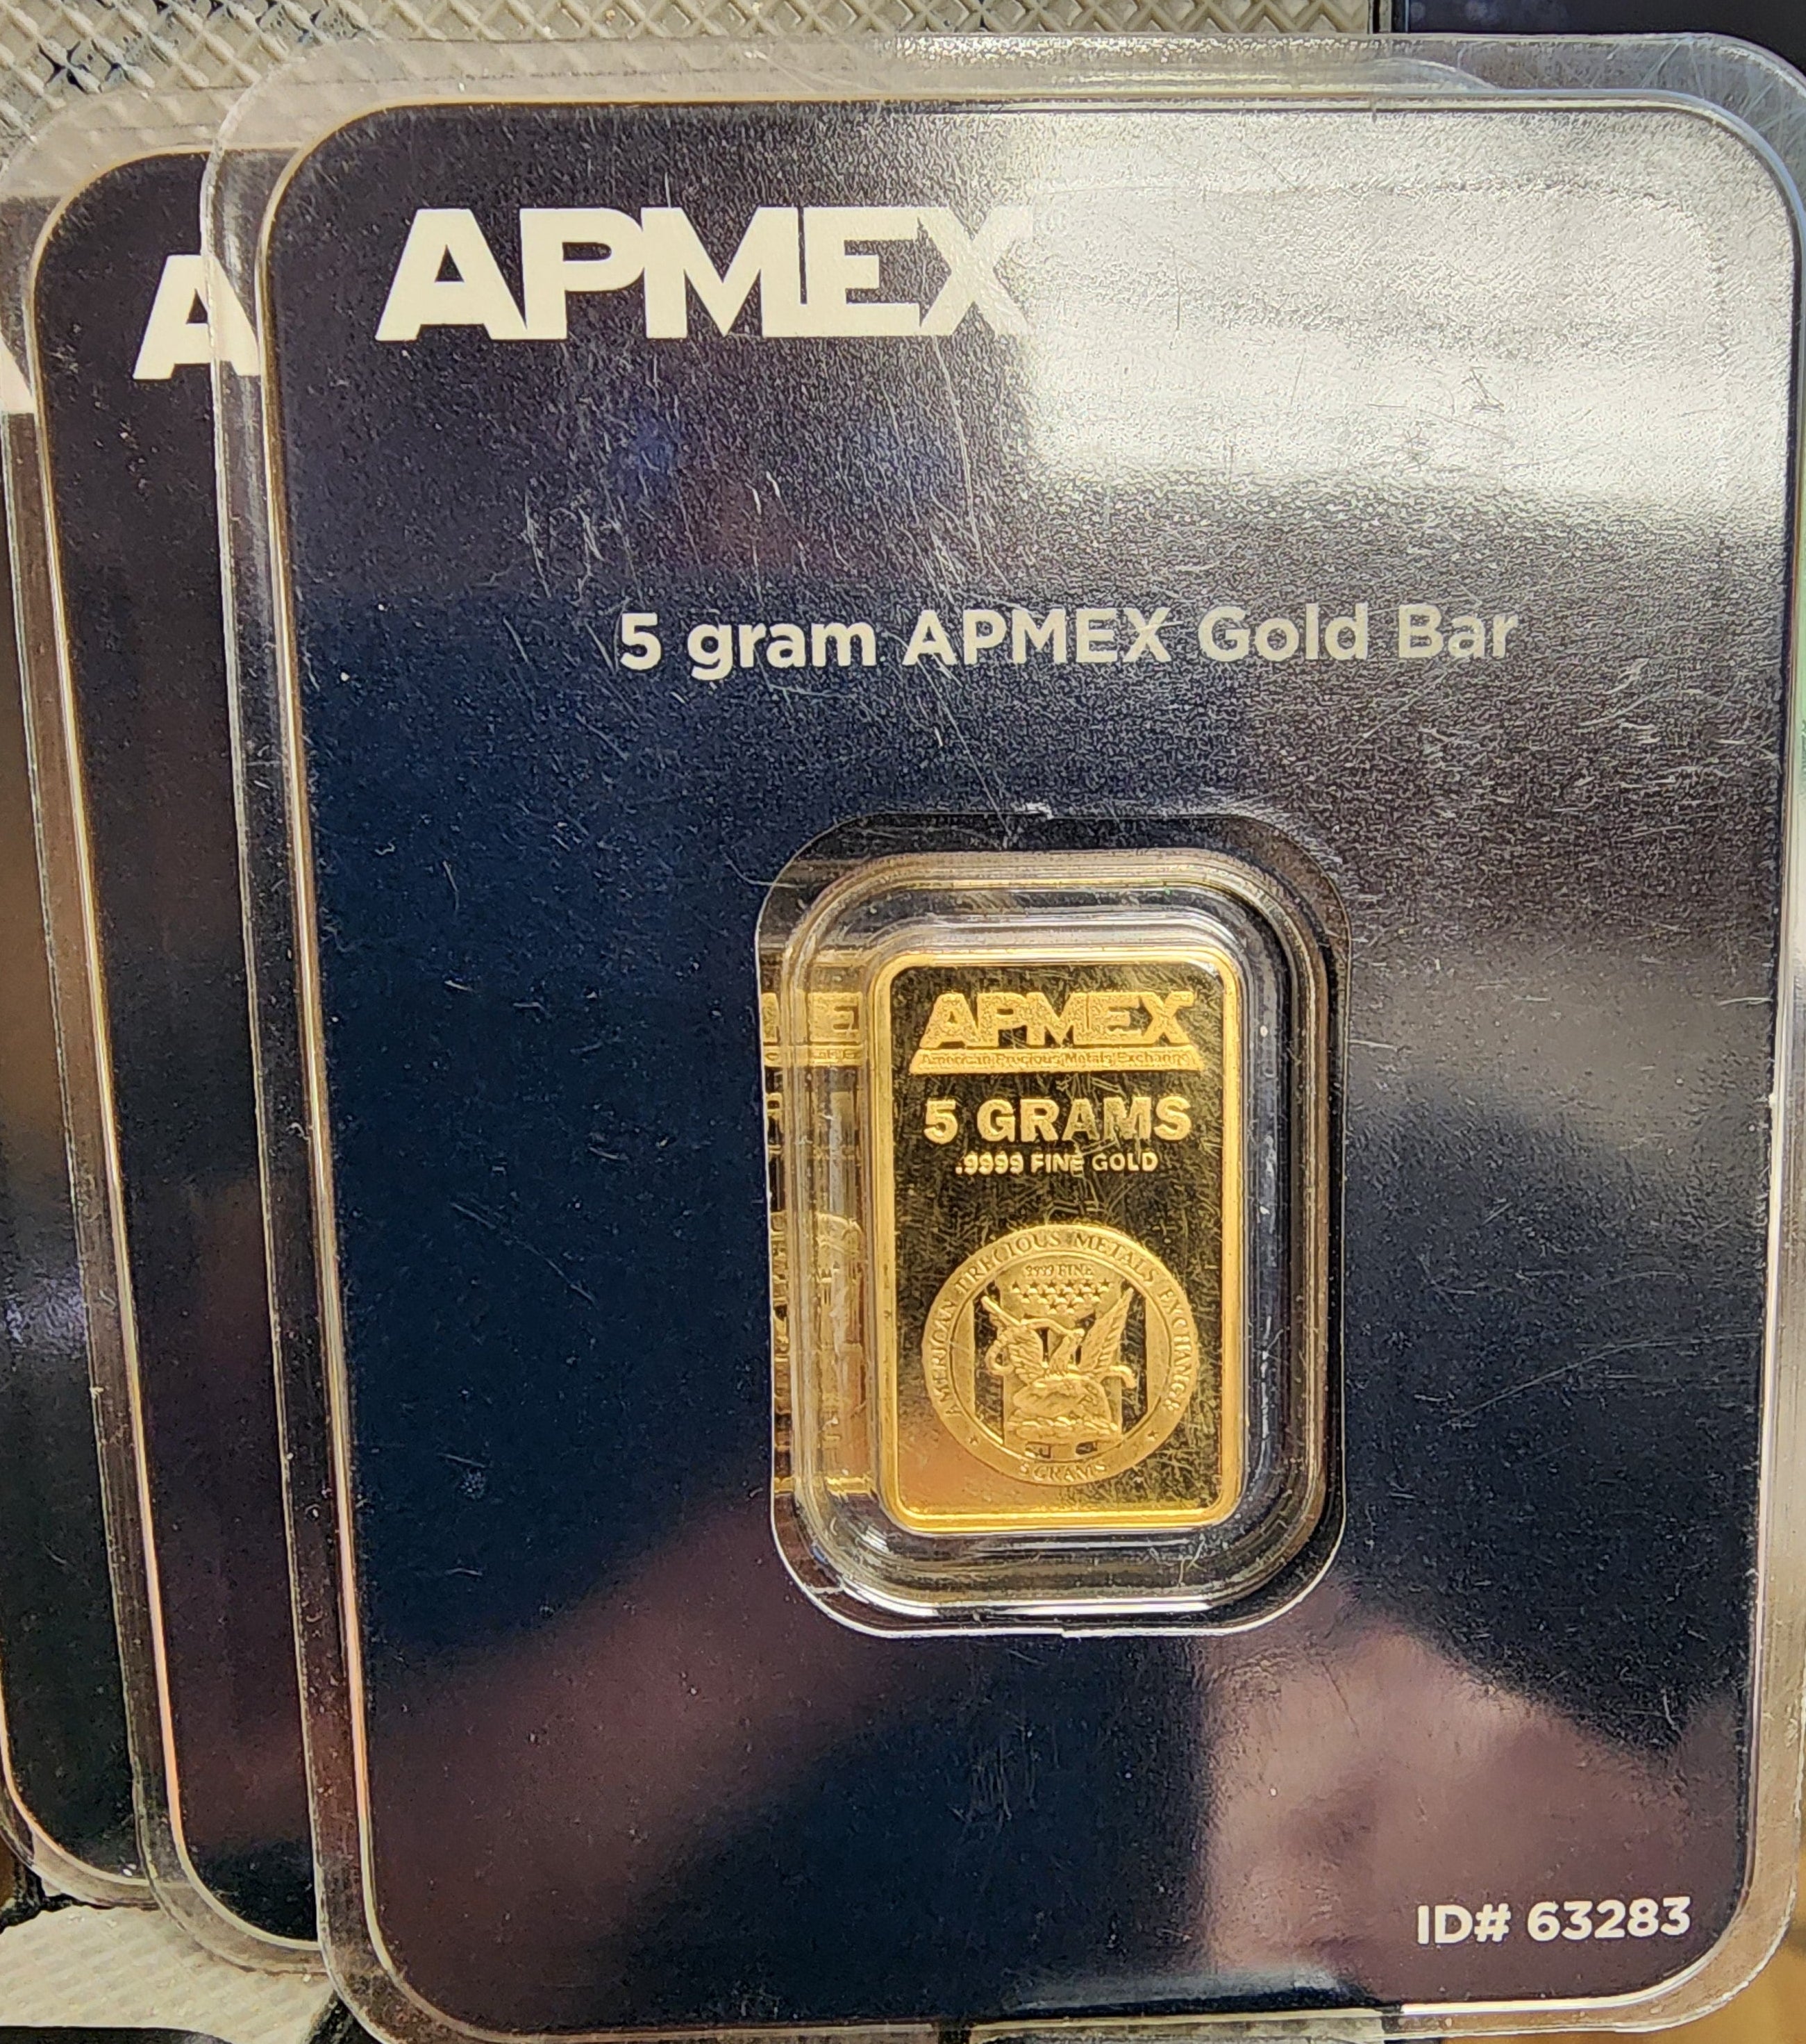 APMEX
A
5 gram APMEX Gold Bar
APMEX
American Precious Metals Exchange
5 GRAMS
.9999 FINE GOLD
AMERICAN PRECIOUS METALS EXCHANGE
.9999 FINE
5 GRAMS
ID# 63283